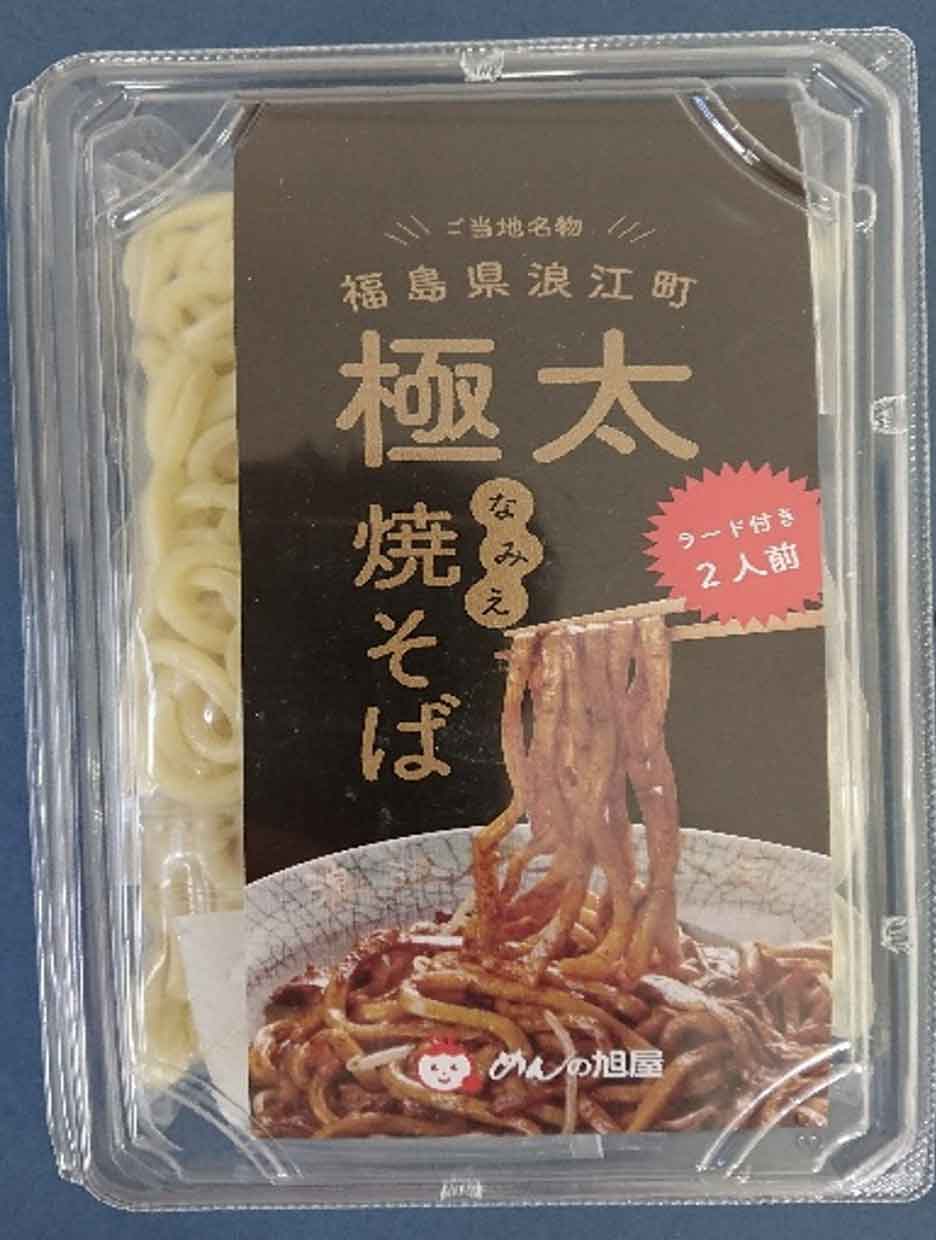 ご当地名物
福島県浪江町
極太
なみえ
焼そば
ラード付き
2人前
めんの旭屋